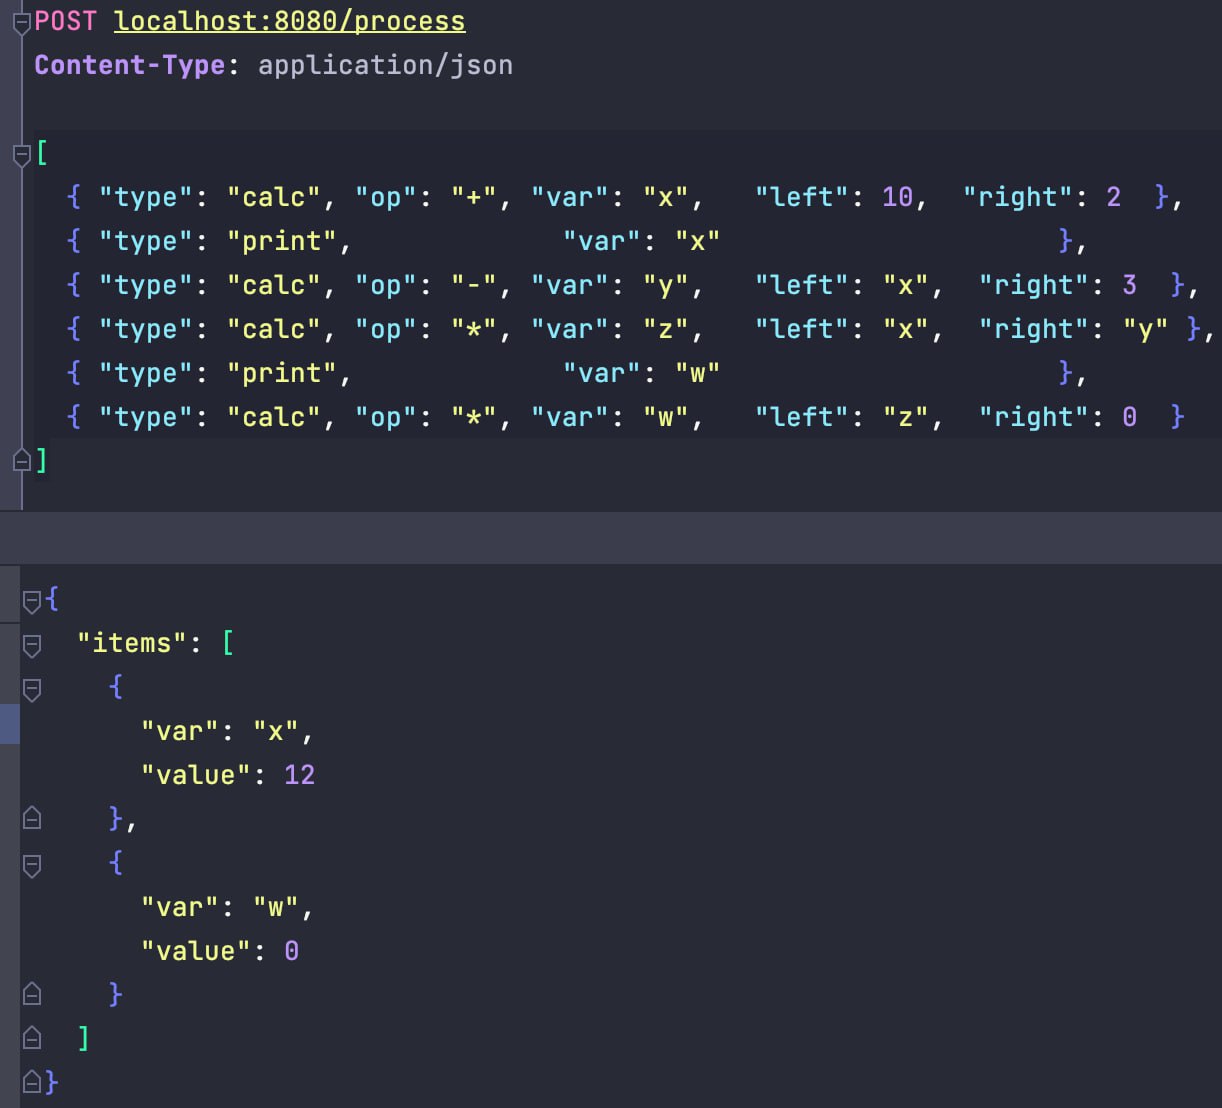 POST localhost:8080/process
Content-Type: application/json
[
{ "type": "calc", "op": "+", "var": "x", "left": 10, "right": 2 },
{ "type": "print", "var": "x" },
{ "type": "calc", "op": "-", "var": "y", "left": "x", "right": 3 },
{ "type": "calc", "op": "*", "var": "z", "left": "x", "right": "y" },
{ "type": "print", "var": "w" },
{ "type": "calc", "op": "*", "var": "w", "left": "z", "right": 0 }
]
{
"items": [
{
"var": "x",
"value": 12
},
{
"var": "w",
"value": 0
}
]
}